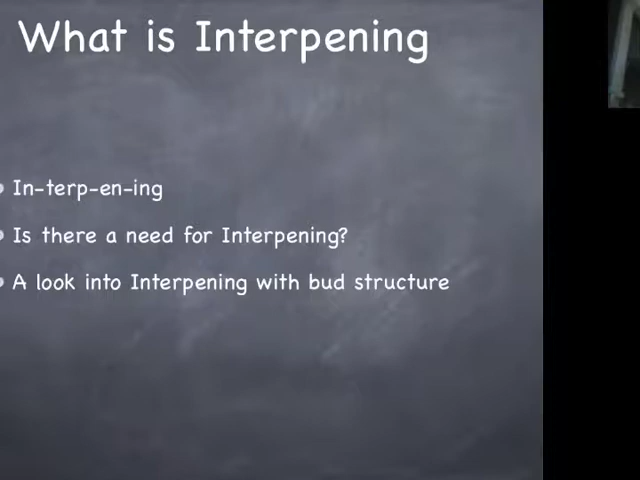 What is Interpening
In-terp-en-ing
Is there a need for Interpening?
A look into Interpening with bud structure